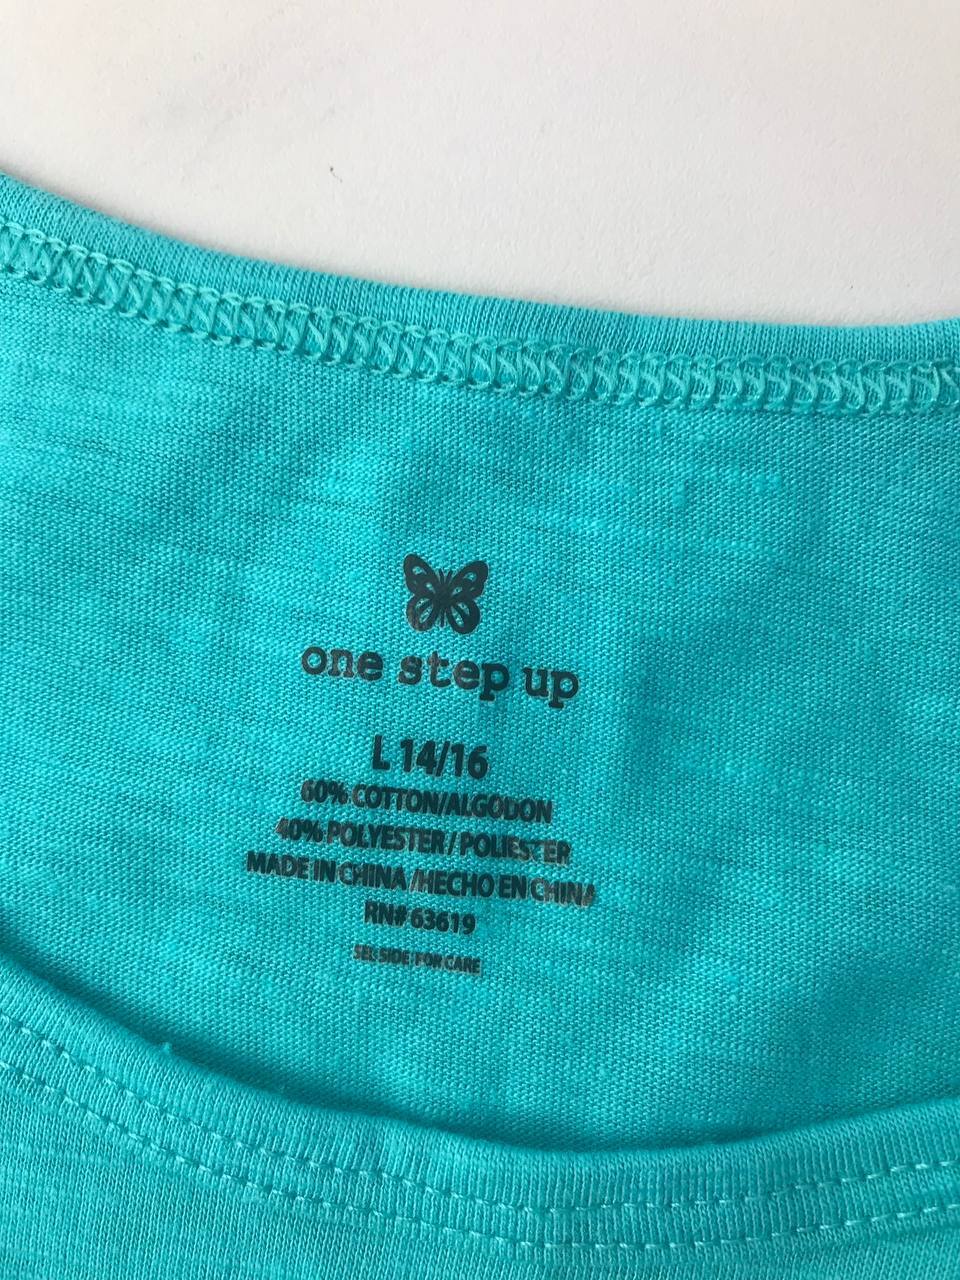 one step up
L 14/16
60% COTTON/ALGODON
40% POLYESTER / POLIESTER
MADE IN CHINA /HECHO EN CHINA
RN# 63619
SEE SIDE FOR CARE